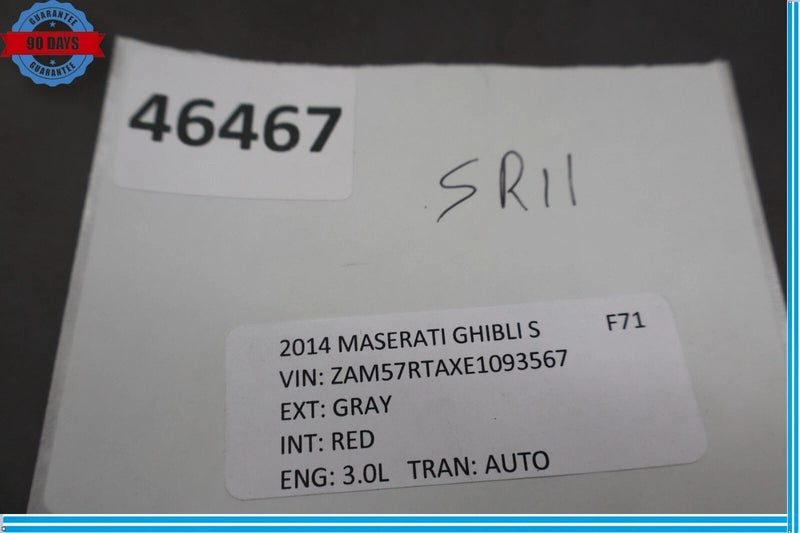 GUARANTEE
90 DAYS
GUARANTEE
46467
SR11
2014 MASERATI GHIBLI S F71
VIN: ZAM57RTAXE1093567
EXT: GRAY
INT: RED
ENG: 3.0L TRAN: AUTO